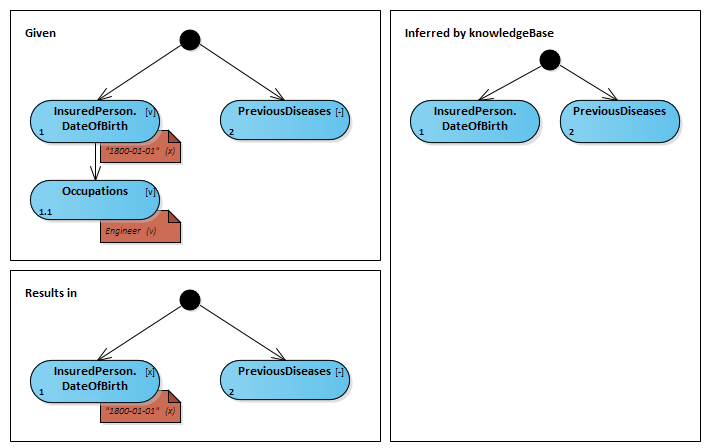 Given
InsuredPerson. [v]
DateOfBirth
1
"1800-01-01" (x)
PreviousDiseases [-]
2
Occupations [v]
1.1
Engineer (v)
Inferred by knowledgeBase
InsuredPerson.
DateOfBirth
1
PreviousDiseases
2
Results in
InsuredPerson. [x]
DateOfBirth
1
"1800-01-01" (x)
PreviousDiseases [-]
2